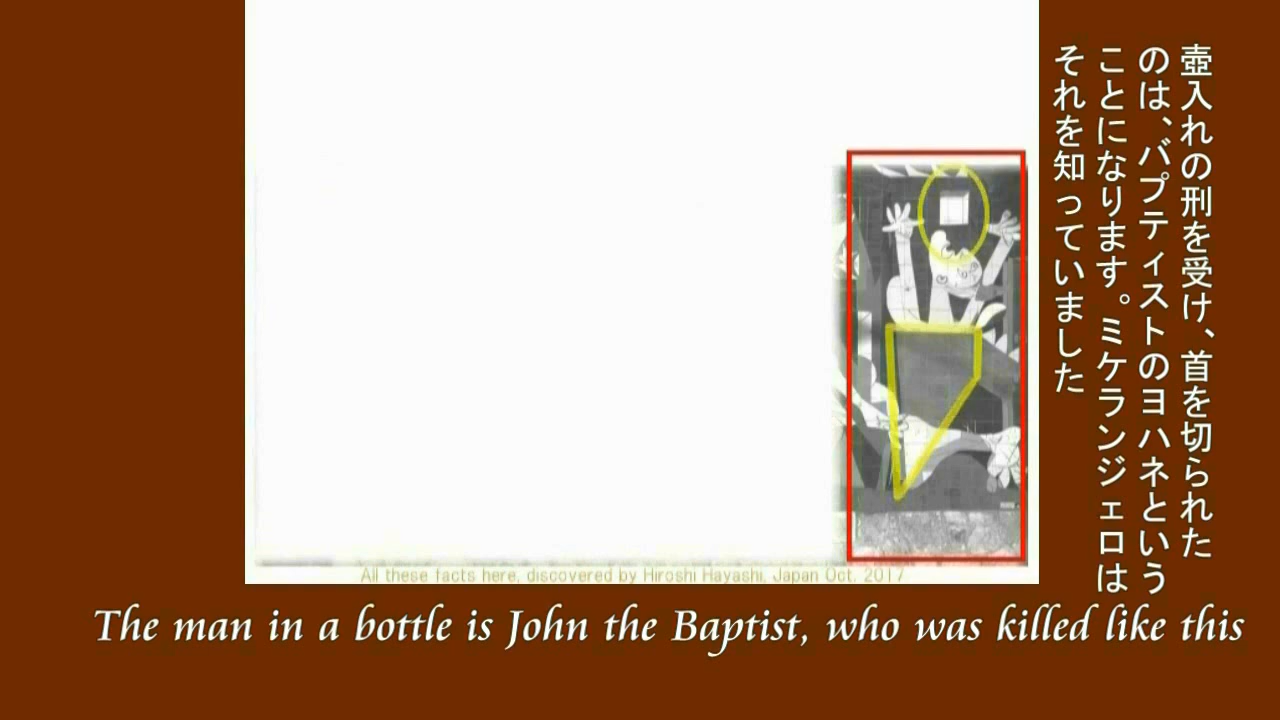 壺入れの刑を受け、首を切られた
のは、バプティストのヨハネという
ことになります。ミケランジェロは
それを知っていました
All these facts here, discovered by Hiroshi Hayashi, Japan Oct. 2017
The man in a bottle is John the Baptist, who was killed like this